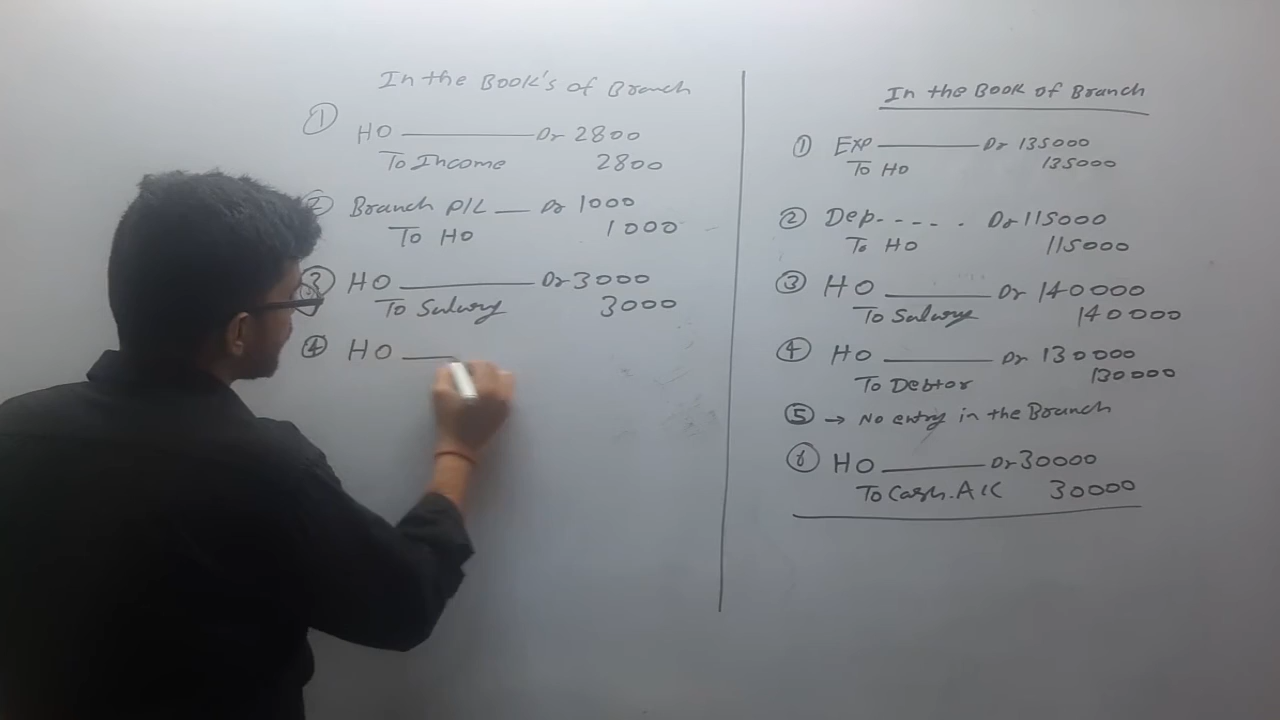 In the Book's of Branch
① HO ———— Dr 2800
To Income 2800
② Branch P/L —— Dr 1000
To HO 1000
③ HO ———— Dr 3000
To Salary 3000
④ HO ——
In the Book of Branch
① Exp ———— Dr 135000
To HO 135000
② Dep- - - - . Dr 115000
To HO 115000
③ HO ———— Dr 140000
To Salary 140000
④ HO ———— Dr 130000
To Debtor 130000
⑤ → No entry in the Branch
⑥ HO ———— Dr 30000
To Cash. A/C 30000